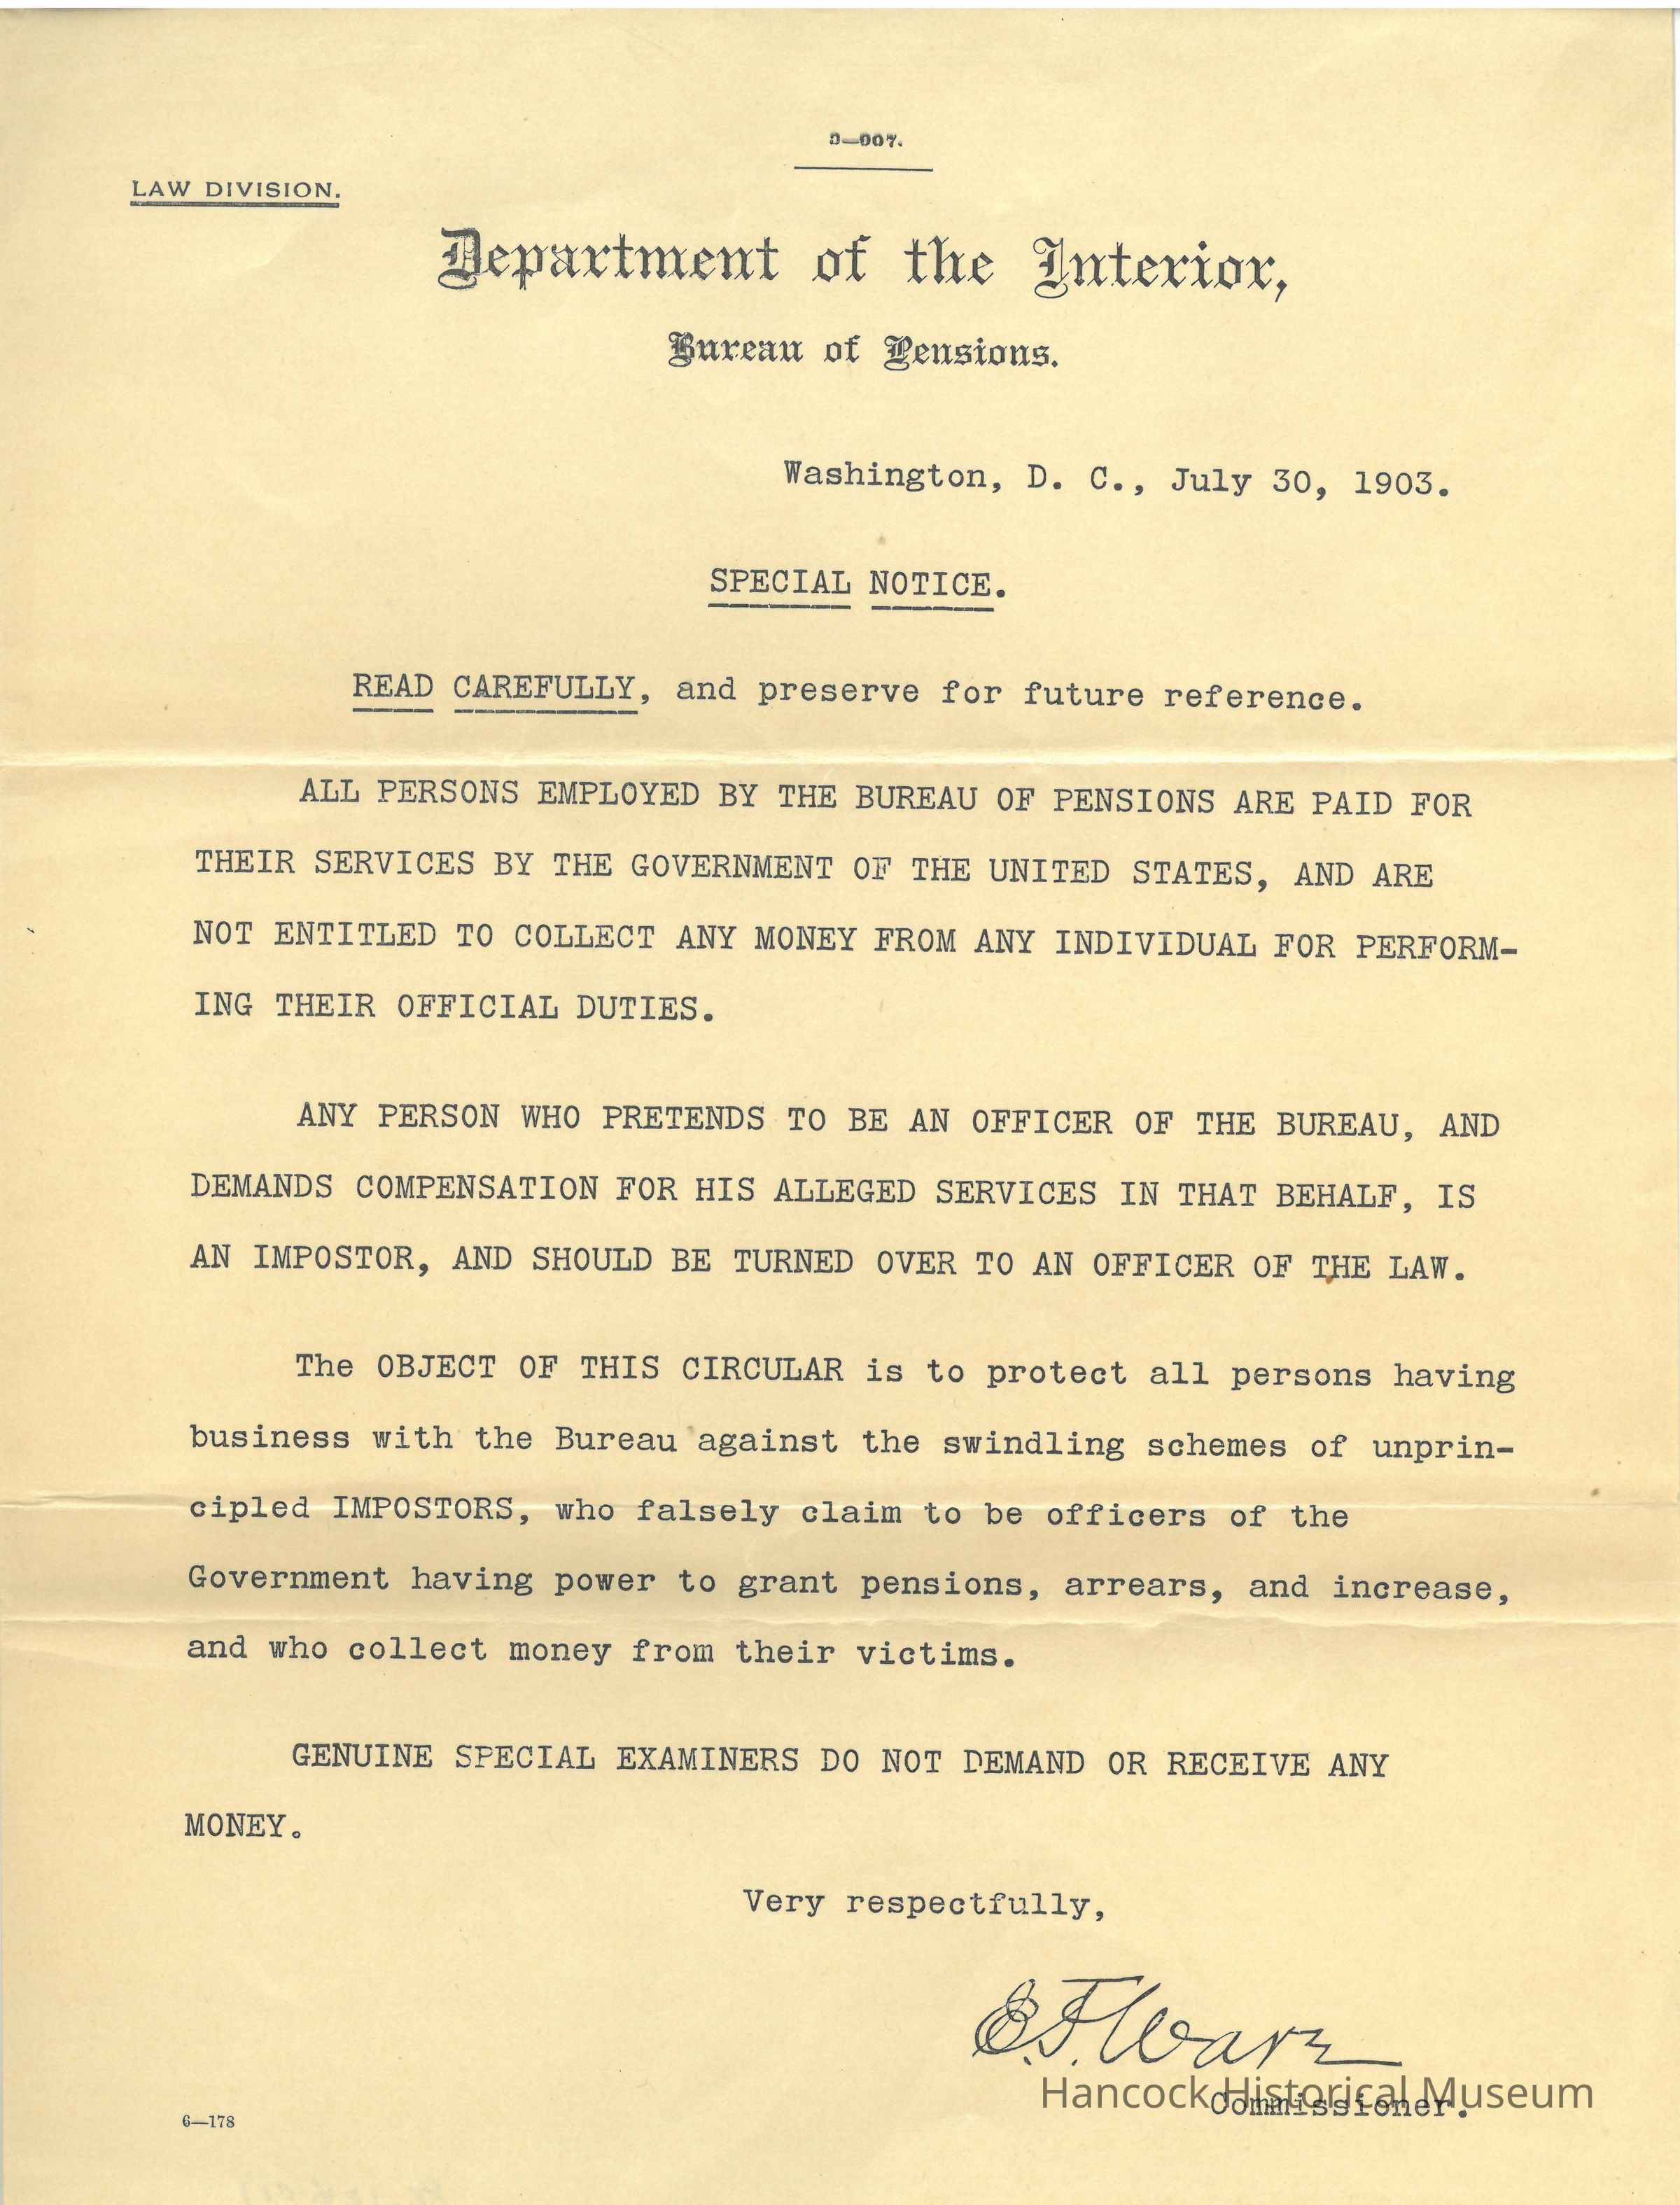 3—907.
LAW DIVISION.
Department of the Interior,
Bureau of Pensions.
Washington, D. C., July 30, 1903.
SPECIAL NOTICE.
READ CAREFULLY, and preserve for future reference.
ALL PERSONS EMPLOYED BY THE BUREAU OF PENSIONS ARE PAID FOR
THEIR SERVICES BY THE GOVERNMENT OF THE UNITED STATES, AND ARE
NOT ENTITLED TO COLLECT ANY MONEY FROM ANY INDIVIDUAL FOR PERFORM-
ING THEIR OFFICIAL DUTIES.
ANY PERSON WHO PRETENDS TO BE AN OFFICER OF THE BUREAU, AND
DEMANDS COMPENSATION FOR HIS ALLEGED SERVICES IN THAT BEHALF, IS
AN IMPOSTOR, AND SHOULD BE TURNED OVER TO AN OFFICER OF THE LAW.
The OBJECT OF THIS CIRCULAR is to protect all persons having
business with the Bureau against the swindling schemes of unprin-
cipled IMPOSTORS, who falsely claim to be officers of the
Government having power to grant pensions, arrears, and increase,
and who collect money from their victims.
GENUINE SPECIAL EXAMINERS DO NOT DEMAND OR RECEIVE ANY
MONEY.
Very respectfully,
E.F. Ware
Hancock Historical Museum
Commissioner.
6—178